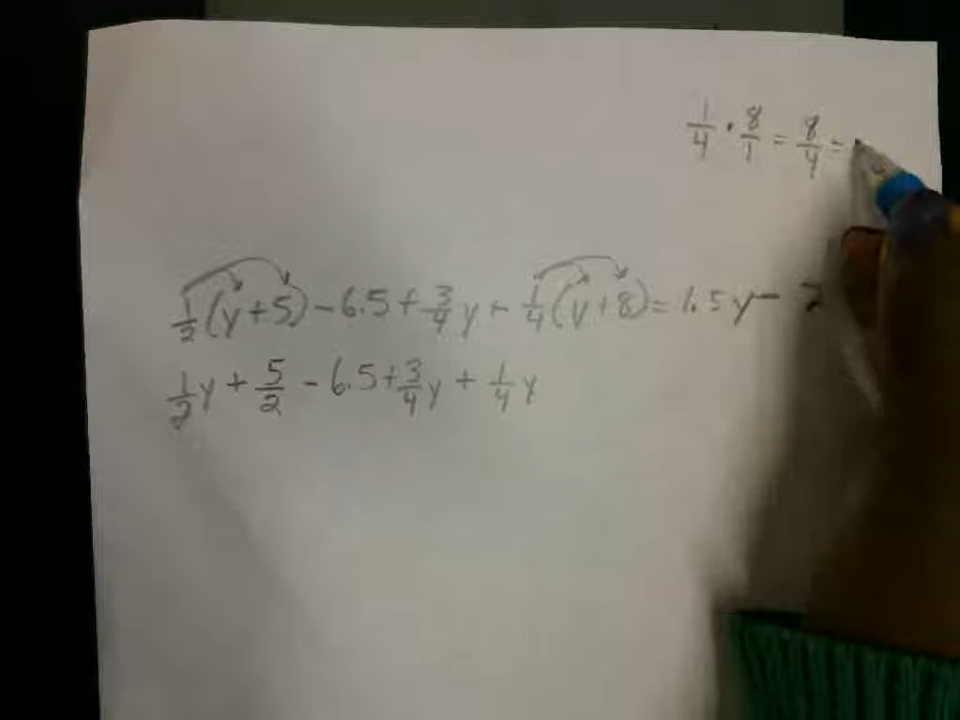 1/4 · 8/1 = 8/4 =
1/2(y+5)-6.5+3/4y+1/4(y+8)=1.5y-
1/2y+5/2-6.5+3/4y+1/4y